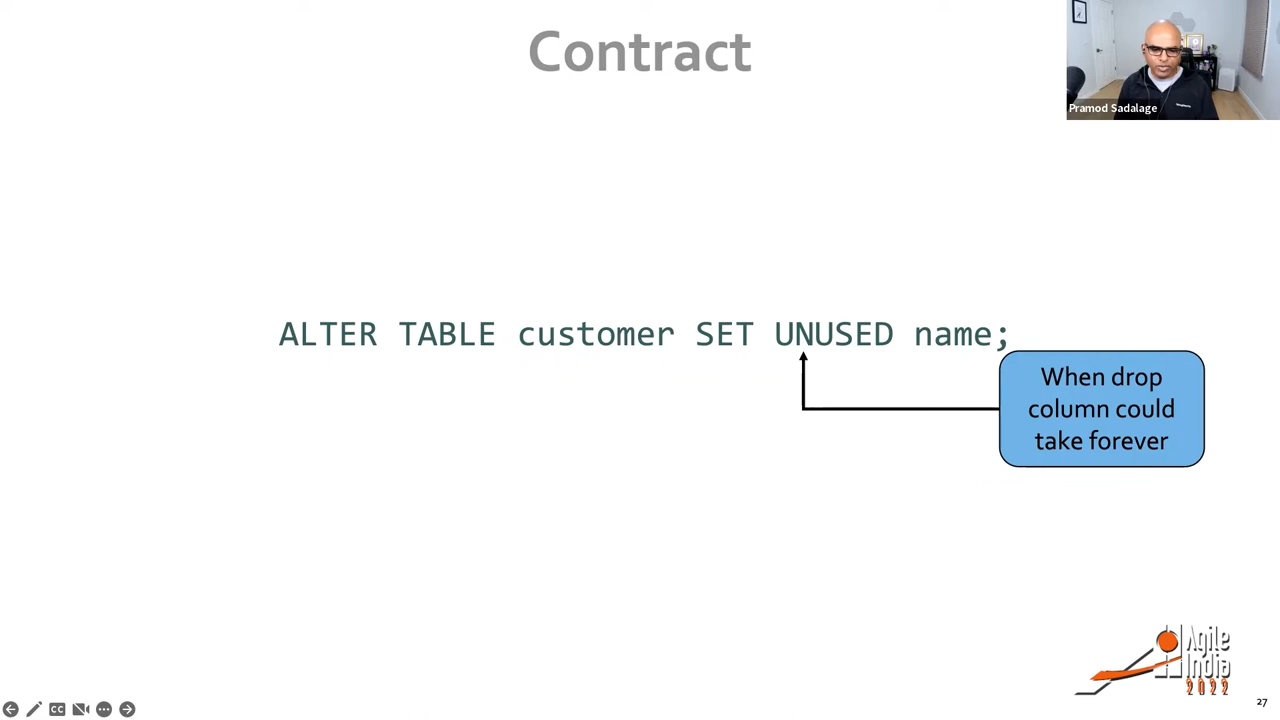 Contract
Pramod Sadalage
ALTER TABLE customer SET UNUSED name;
When drop
column could
take forever
Agile
India
2022
CC
27